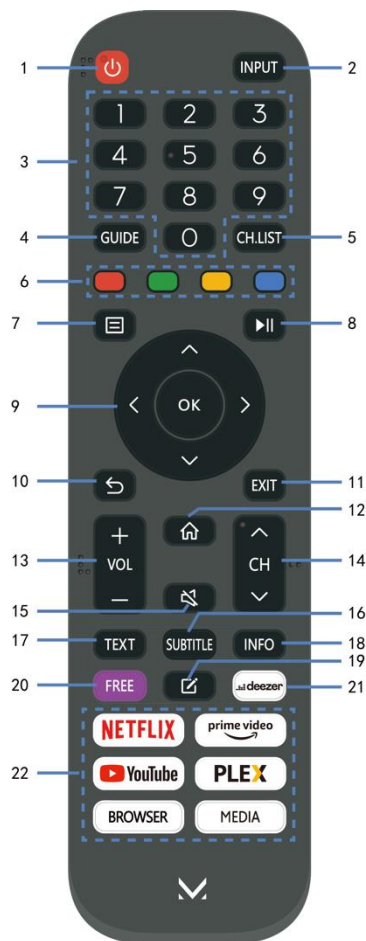 1
INPUT
2
1 2 3
3
4 5 6
7 8 9
4
GUIDE
0
CH.LIST
5
6
7
8
9
OK
10
EXIT
11
12
+
13
VOL
CH
14
−
15
16
17
TEXT
SUBTITLE
INFO
18
19
20
FREE
deezer
21
NETFLIX
prime video
22
YouTube
PLEX
BROWSER
MEDIA